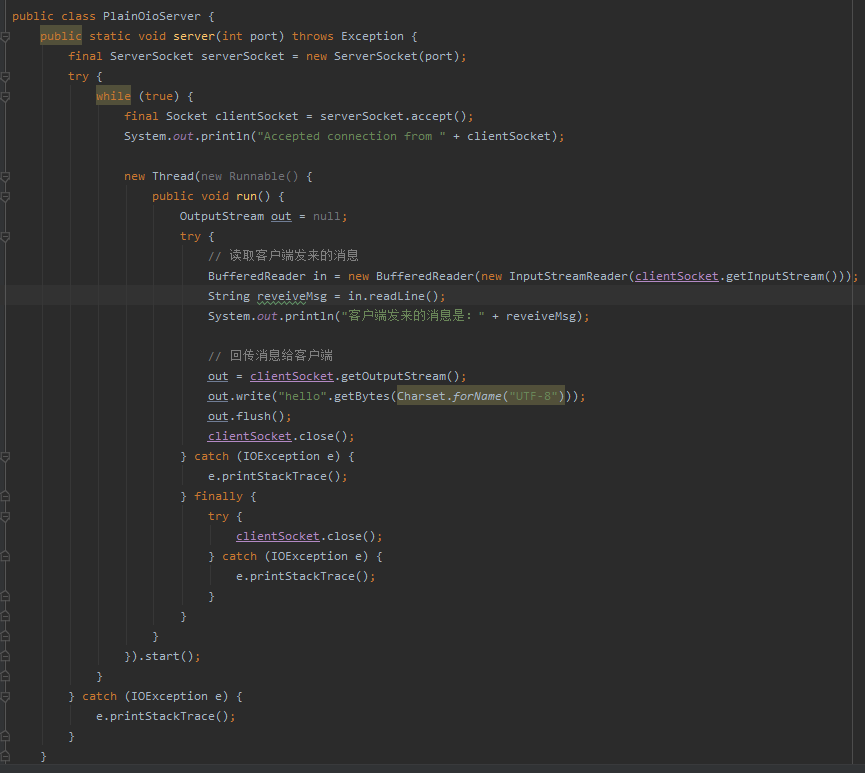 public class PlainOioServer {
public static void server(int port) throws Exception {
final ServerSocket serverSocket = new ServerSocket(port);
try {
while (true) {
final Socket clientSocket = serverSocket.accept();
System.out.println("Accepted connection from " + clientSocket);
new Thread(new Runnable() {
public void run() {
OutputStream out = null;
try {
// 读取客户端发来的消息
BufferedReader in = new BufferedReader(new InputStreamReader(clientSocket.getInputStream()));
String reveiveMsg = in.readLine();
System.out.println("客户端发来的消息是: " + reveiveMsg);
// 回传消息给客户端
out = clientSocket.getOutputStream();
out.write("hello".getBytes(Charset.forName("UTF-8")));
out.flush();
clientSocket.close();
} catch (IOException e) {
e.printStackTrace();
} finally {
try {
clientSocket.close();
} catch (IOException e) {
e.printStackTrace();
}
}
}
}).start();
}
} catch (IOException e) {
e.printStackTrace();
}
}